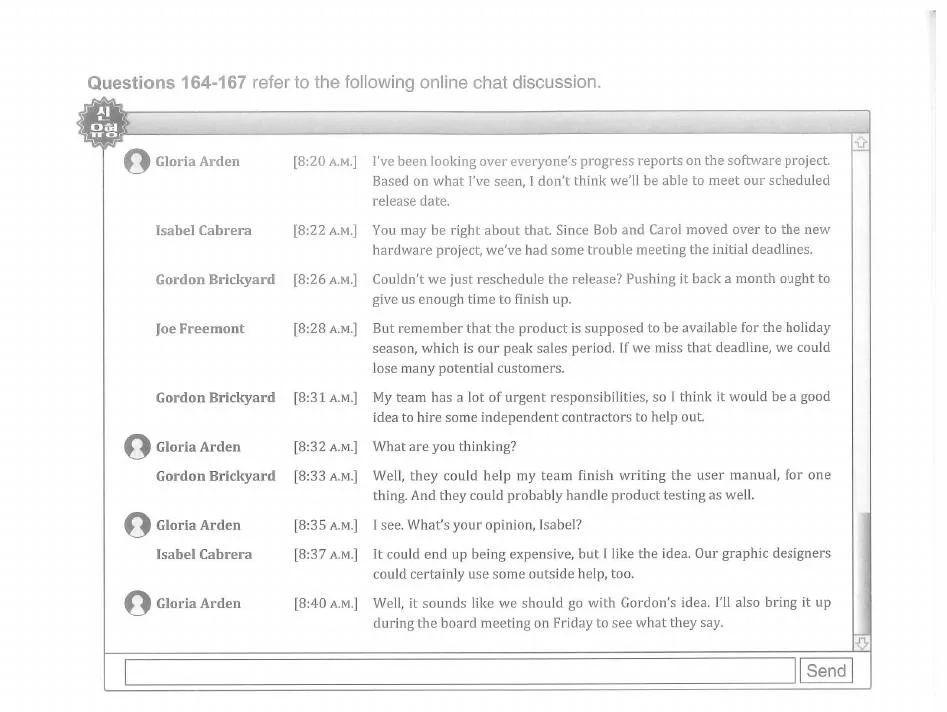 Questions 164-167 refer to the following online chat discussion.
신
유형
Gloria Arden [8:20 A.M.] I've been looking over everyone's progress reports on the software project.
Based on what I've seen, I don't think we'll be able to meet our scheduled
release date.
Isabel Cabrera [8:22 A.M.] You may be right about that. Since Bob and Carol moved over to the new
hardware project, we've had some trouble meeting the initial deadlines.
Gordon Brickyard [8:26 A.M.] Couldn't we just reschedule the release? Pushing it back a month ought to
give us enough time to finish up.
Joe Freemont [8:28 A.M.] But remember that the product is supposed to be available for the holiday
season, which is our peak sales period. If we miss that deadline, we could
lose many potential customers.
Gordon Brickyard [8:31 A.M.] My team has a lot of urgent responsibilities, so I think it would be a good
idea to hire some independent contractors to help out.
Gloria Arden [8:32 A.M.] What are you thinking?
Gordon Brickyard [8:33 A.M.] Well, they could help my team finish writing the user manual, for one
thing. And they could probably handle product testing as well.
Gloria Arden [8:35 A.M.] I see. What's your opinion, Isabel?
Isabel Cabrera [8:37 A.M.] It could end up being expensive, but I like the idea. Our graphic designers
could certainly use some outside help, too.
Gloria Arden [8:40 A.M.] Well, it sounds like we should go with Gordon's idea. I'll also bring it up
during the board meeting on Friday to see what they say.
Send